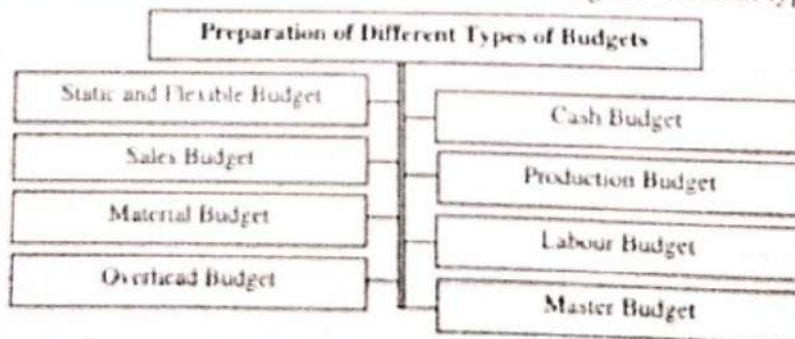 Preparation of Different Types of Budgets
Static and Flexible Budget
Sales Budget
Material Budget
Overhead Budget
Cash Budget
Production Budget
Labour Budget
Master Budget